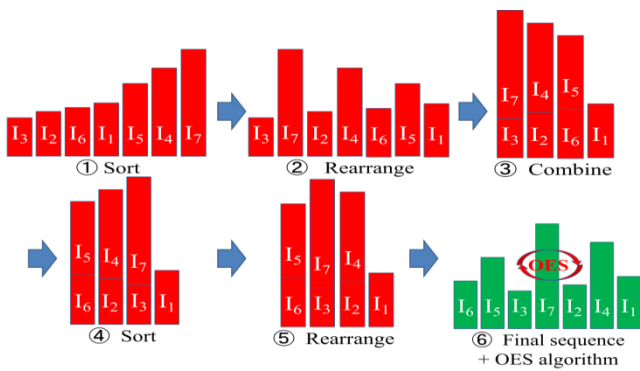 I₃ I₂ I₆ I₁ I₅ I₄ I₇
① Sort
I₃ I₇ I₂ I₄ I₆ I₅ I₁
② Rearrange
I₇ I₄ I₅
I₃ I₂ I₆ I₁
③ Combine
I₅ I₄ I₇
I₆ I₂ I₃ I₁
④ Sort
I₅ I₇ I₄
I₆ I₃ I₂ I₁
⑤ Rearrange
OES
I₆ I₅ I₃ I₇ I₂ I₄ I₁
⑥ Final sequence
+ OES algorithm